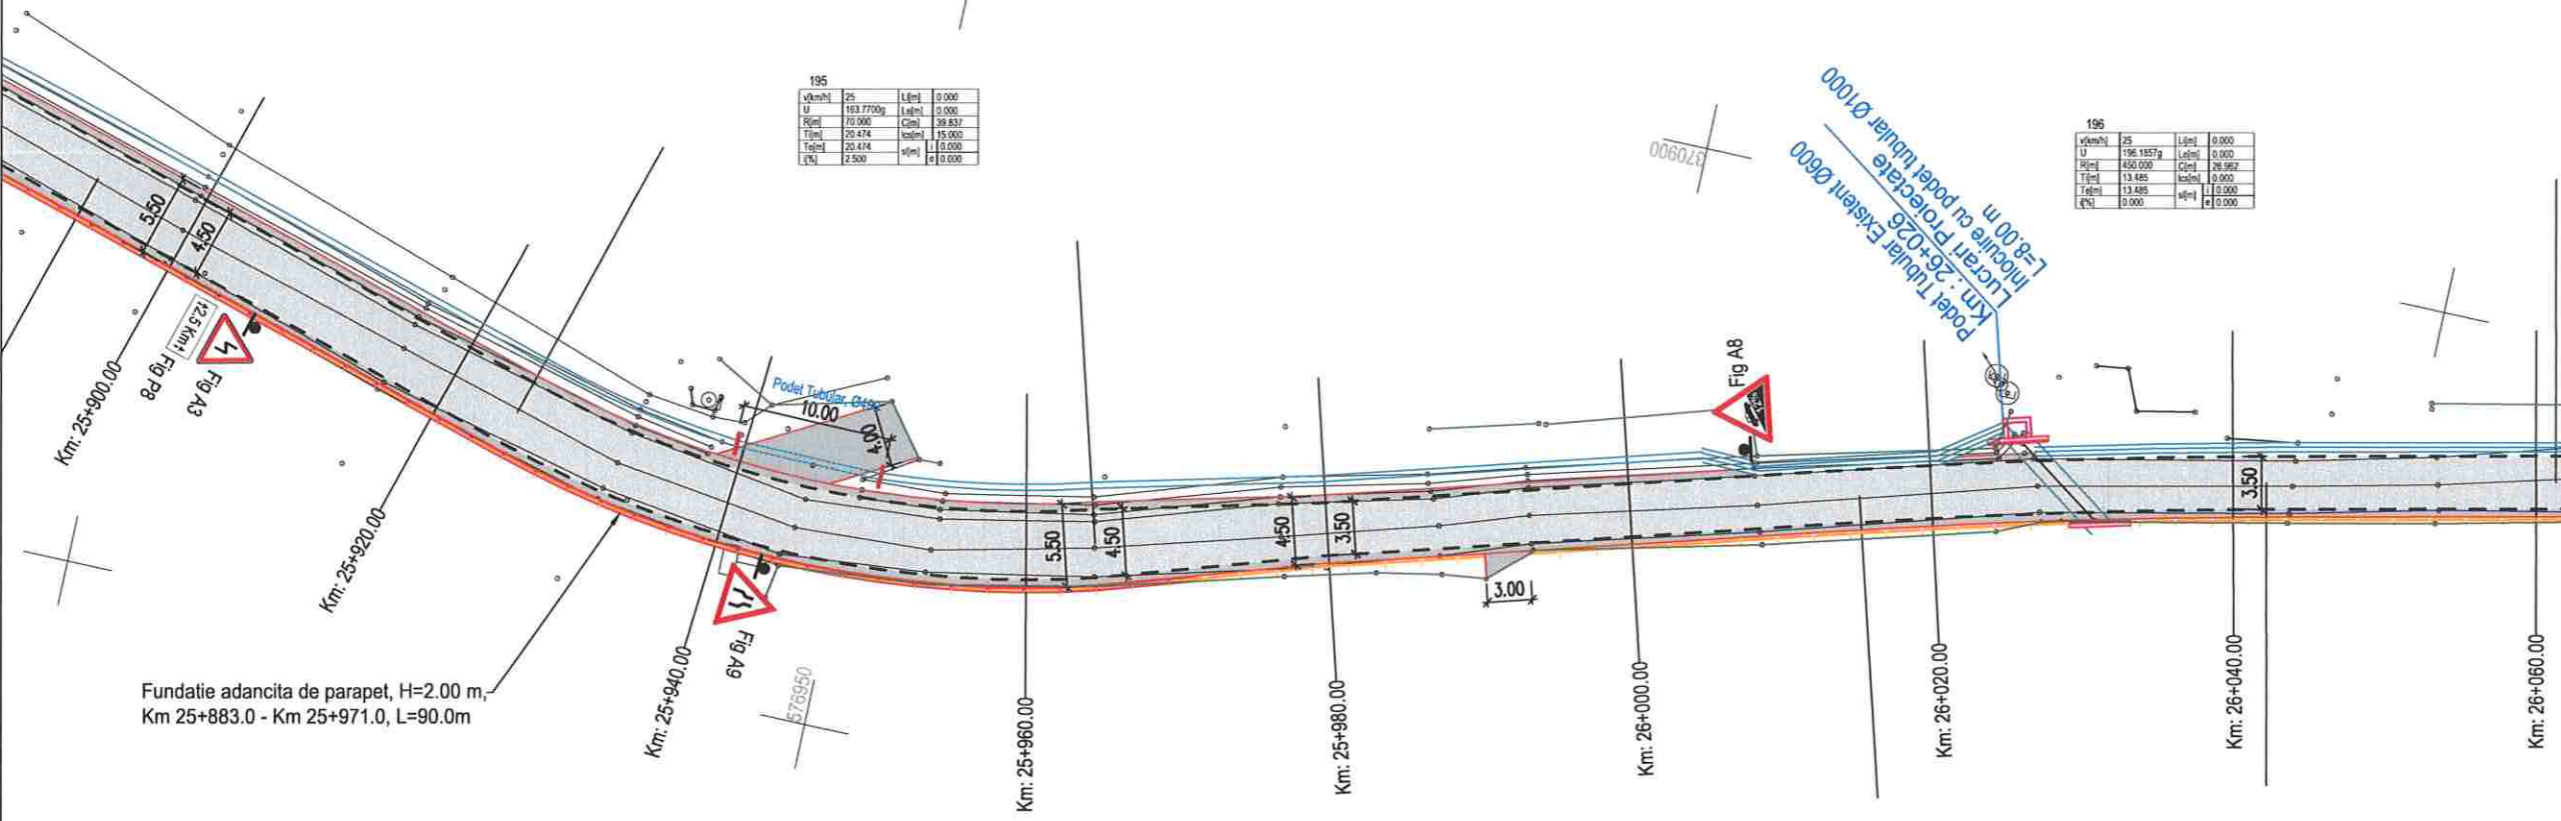 195
v[km/h] 25 L[m] 0.000
U 163.7700g Le[m] 0.000
R[m] 70.000 C[m] 39.837
T[m] 20.474 lcs[m] 15.000
Te[m] 20.474 s[m] i 0.000
i[%] 2.500 e 0.000
196
v[km/h] 25 L[m] 0.000
U 196.1857g Le[m] 0.000
R[m] 450.000 C[m] 26.962
T[m] 13.485 lcs[m] 0.000
Te[m] 13.485 s[m] i 0.000
i[%] 0.000 e 0.000
370900
Podet Tubular Existent Ø600
Km : 26+026
Lucrari Proiectate
Inlocuire cu podet tubular Ø1000
L=8.00 m
5.50
4.50
Fig P8
Fig A3
Podet Tubular,
10.00
4.00
Fig A8
5.50
4.50
4.50
3.50
3.50
3.00
Fig A9
576950
Fundatie adancita de parapet, H=2.00 m,
Km 25+883.0 - Km 25+971.0, L=90.0m
Km: 25+900.00
Km: 25+920.00
Km: 25+940.00
Km: 25+960.00
Km: 25+980.00
Km: 26+000.00
Km: 26+020.00
Km: 26+040.00
Km: 26+060.00